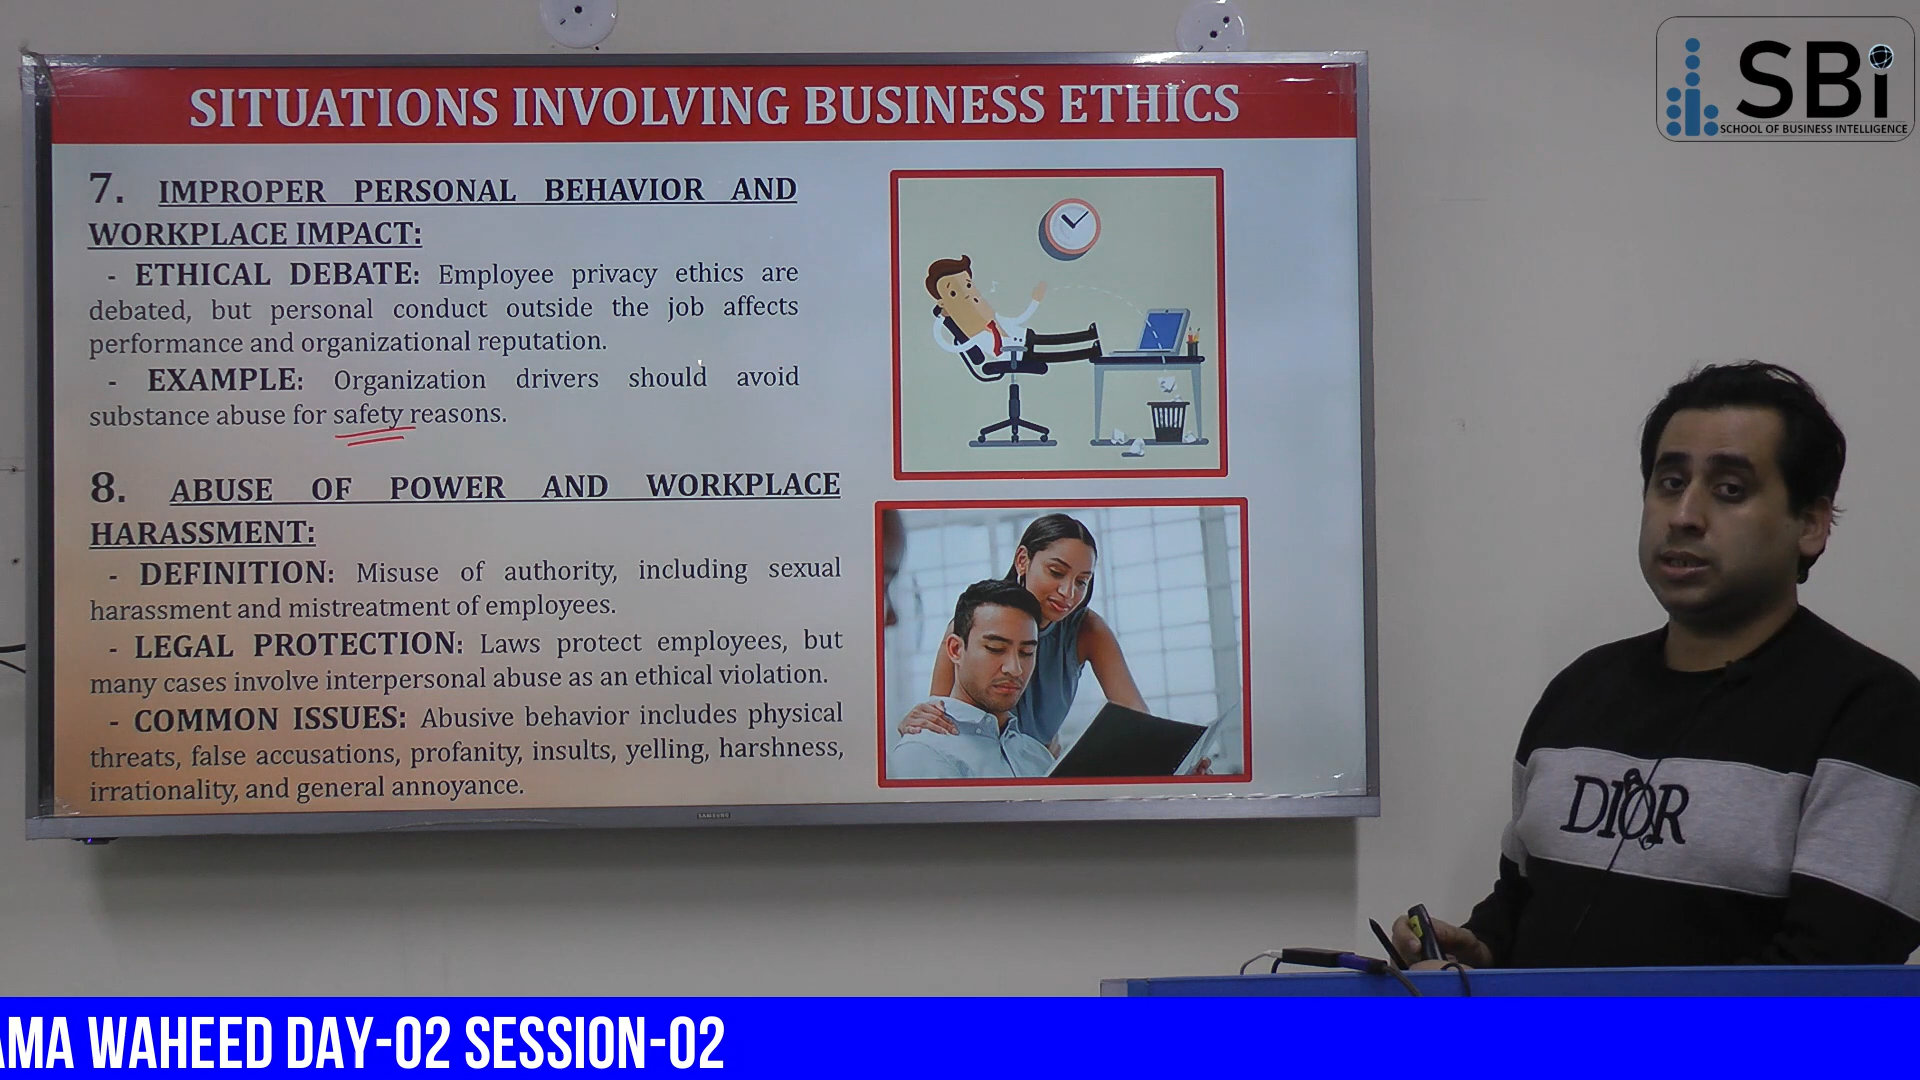 SITUATIONS INVOLVING BUSINESS ETHICS
7. IMPROPER PERSONAL BEHAVIOR AND
WORKPLACE IMPACT:
- ETHICAL DEBATE: Employee privacy ethics are
debated, but personal conduct outside the job affects
performance and organizational reputation.
- EXAMPLE: Organization drivers should avoid
substance abuse for safety reasons.
8. ABUSE OF POWER AND WORKPLACE
HARASSMENT:
- DEFINITION: Misuse of authority, including sexual
harassment and mistreatment of employees.
- LEGAL PROTECTION: Laws protect employees, but
many cases involve interpersonal abuse as an ethical violation.
- COMMON ISSUES: Abusive behavior includes physical
threats, false accusations, profanity, insults, yelling, harshness,
irrationality, and general annoyance.
SAMSUNG
SBi
SCHOOL OF BUSINESS INTELLIGENCE
DIOR
AMA WAHEED DAY-02 SESSION-02